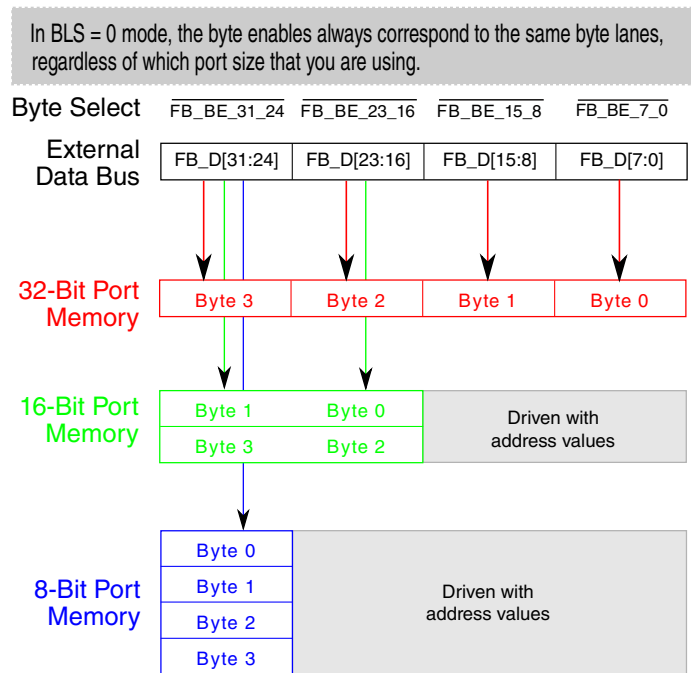 In BLS = 0 mode, the byte enables always correspond to the same byte lanes,
regardless of which port size that you are using.
Byte Select FB_BE_31_24 FB_BE_23_16 FB_BE_15_8 FB_BE_7_0
External
Data Bus
FB_D[31:24] FB_D[23:16] FB_D[15:8] FB_D[7:0]
32-Bit Port
Memory
Byte 3 Byte 2 Byte 1 Byte 0
16-Bit Port
Memory
Byte 1 Byte 0
Byte 3 Byte 2
Driven with
address values
8-Bit Port
Memory
Byte 0
Byte 1
Byte 2
Byte 3
Driven with
address values